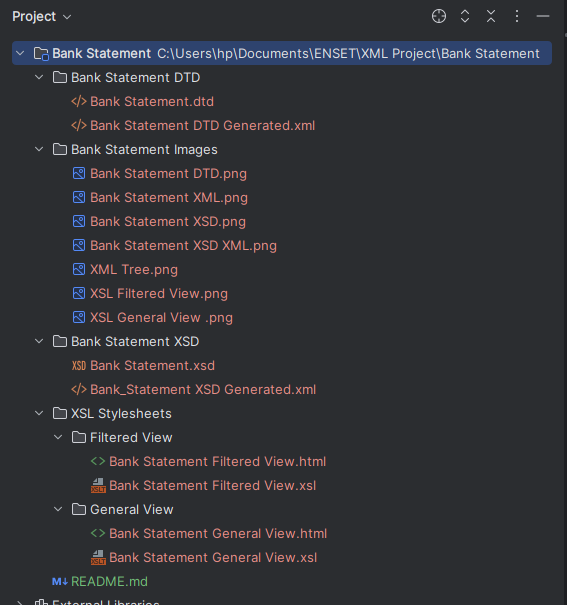 Project
Bank Statement C:\Users\hp\Documents\ENSET\XML Project\Bank Statement
Bank Statement DTD
Bank Statement.dtd
Bank Statement DTD Generated.xml
Bank Statement Images
Bank Statement DTD.png
Bank Statement XML.png
Bank Statement XSD.png
Bank Statement XSD XML.png
XML Tree.png
XSL Filtered View.png
XSL General View .png
Bank Statement XSD
XSD Bank Statement.xsd
Bank_Statement XSD Generated.xml
XSL Stylesheets
Filtered View
Bank Statement Filtered View.html
XSLT Bank Statement Filtered View.xsl
General View
Bank Statement General View.html
XSLT Bank Statement General View.xsl
M↓ README.md
External Libraries